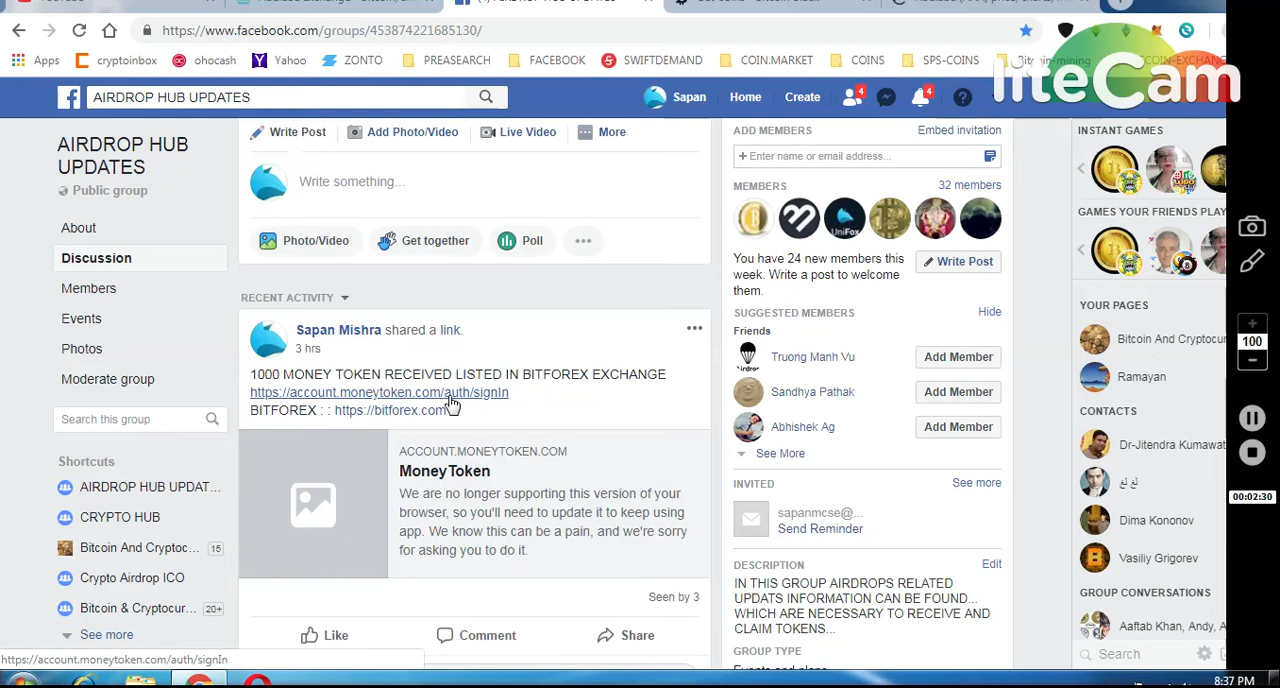 https://www.facebook.com/groups/453874221685130/
Apps
cryptoinbox
ohocash
Yahoo
ZONTO
PREASEARCH
FACEBOOK
SWIFTDEMAND
COIN.MARKET
COINS
SPS-COINS
liteCam
AIRDROP HUB UPDATES
Sapan
Home
Create
4
4
AIRDROP HUB
UPDATES
Public group
About
Discussion
Members
Events
Photos
Moderate group
Search this group
Shortcuts
AIRDROP HUB UPDAT...
CRYPTO HUB
Bitcoin And Cryptoc... 15
Crypto Airdrop ICO
Bitcoin & Cryptocur... 20+
See more
https://account.moneytoken.com/auth/signIn
Write Post
Add Photo/Video
Live Video
More
Write something...
Photo/Video
Get together
Poll
RECENT ACTIVITY
Sapan Mishra shared a link.
3 hrs
1000 MONEY TOKEN RECEIVED LISTED IN BITFOREX EXCHANGE
https://account.moneytoken.com/auth/signIn
BITFOREX : : https://bitforex.com
ACCOUNT.MONEYTOKEN.COM
MoneyToken
We are no longer supporting this version of your
browser, so you'll need to update it to keep using
app. We know this can be a pain, and we're sorry
for asking you to do it.
Seen by 3
Like
Comment
Share
ADD MEMBERS
Embed invitation
+ Enter name or email address...
MEMBERS
32 members
UniFox
You have 24 new members this
week. Write a post to welcome
them.
Write Post
SUGGESTED MEMBERS
Hide
Friends
Truong Manh Vu
Add Member
Sandhya Pathak
Add Member
Abhishek Ag
Add Member
See More
INVITED
See more
sapanmcse@...
Send Reminder
DESCRIPTION
Edit
IN THIS GROUP AIRDROPS RELATED
UPDATS INFORMATION CAN BE FOUND...
WHICH ARE NECESSARY TO RECEIVE AND
CLAIM TOKENS...
GROUP TYPE
Events and plans
INSTANT GAMES
GAMES YOUR FRIENDS PLAY
YOUR PAGES
Bitcoin And Cryptocur
Ramayan
CONTACTS
Dr-Jitendra Kumawat
Dima Kononov
Vasiliy Grigorev
GROUP CONVERSATIONS
Aaftab Khan, Andy, A
Search
100
00:02:30
8:37 PM